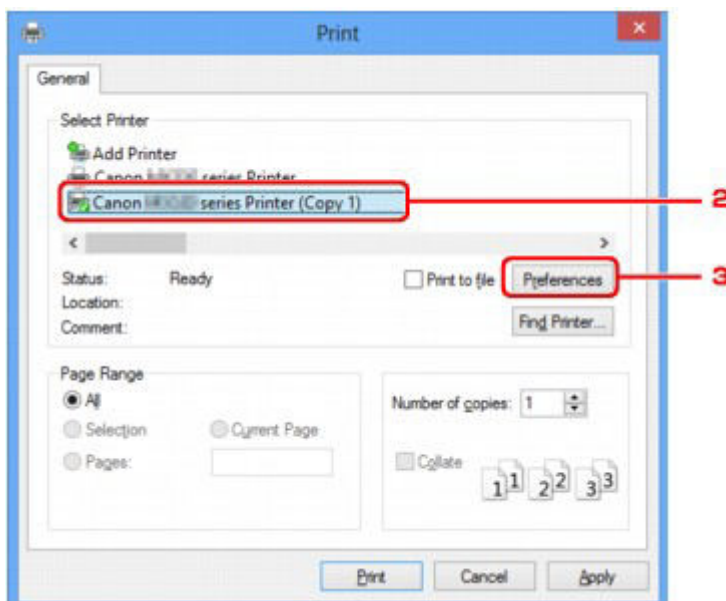 Print
General
Select Printer
Add Printer
Canon series Printer
Canon series Printer (Copy 1)
2
Status: Ready
Print to file
Preferences
3
Location:
Comment:
Find Printer...
Page Range
All
Selection
Current Page
Pages:
Number of copies: 1
Collate
1 1 2 2 3 3
Print
Cancel
Apply